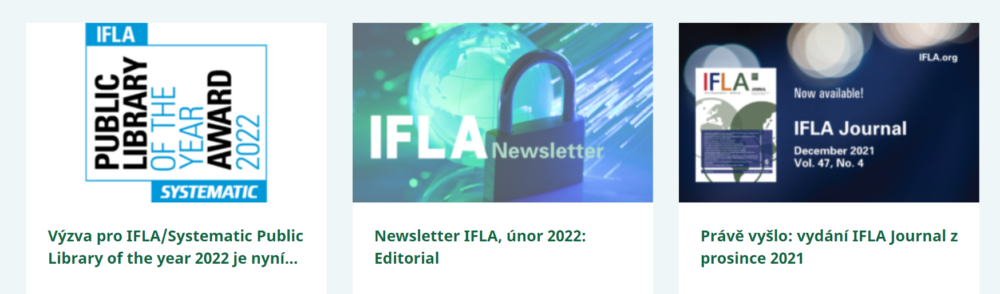 IFLA
PUBLIC
LIBRARY
OF THE
YEAR
AWARD
2022
SYSTEMATIC
Výzva pro IFLA/Systematic Public
Library of the year 2022 je nyní...
IFLA Newsletter
Newsletter IFLA, únor 2022:
Editorial
IFLA.org
IFLA
JOURNAL
Now available!
IFLA Journal
December 2021
Vol. 47, No. 4
Právě vyšlo: vydání IFLA Journal z
prosince 2021